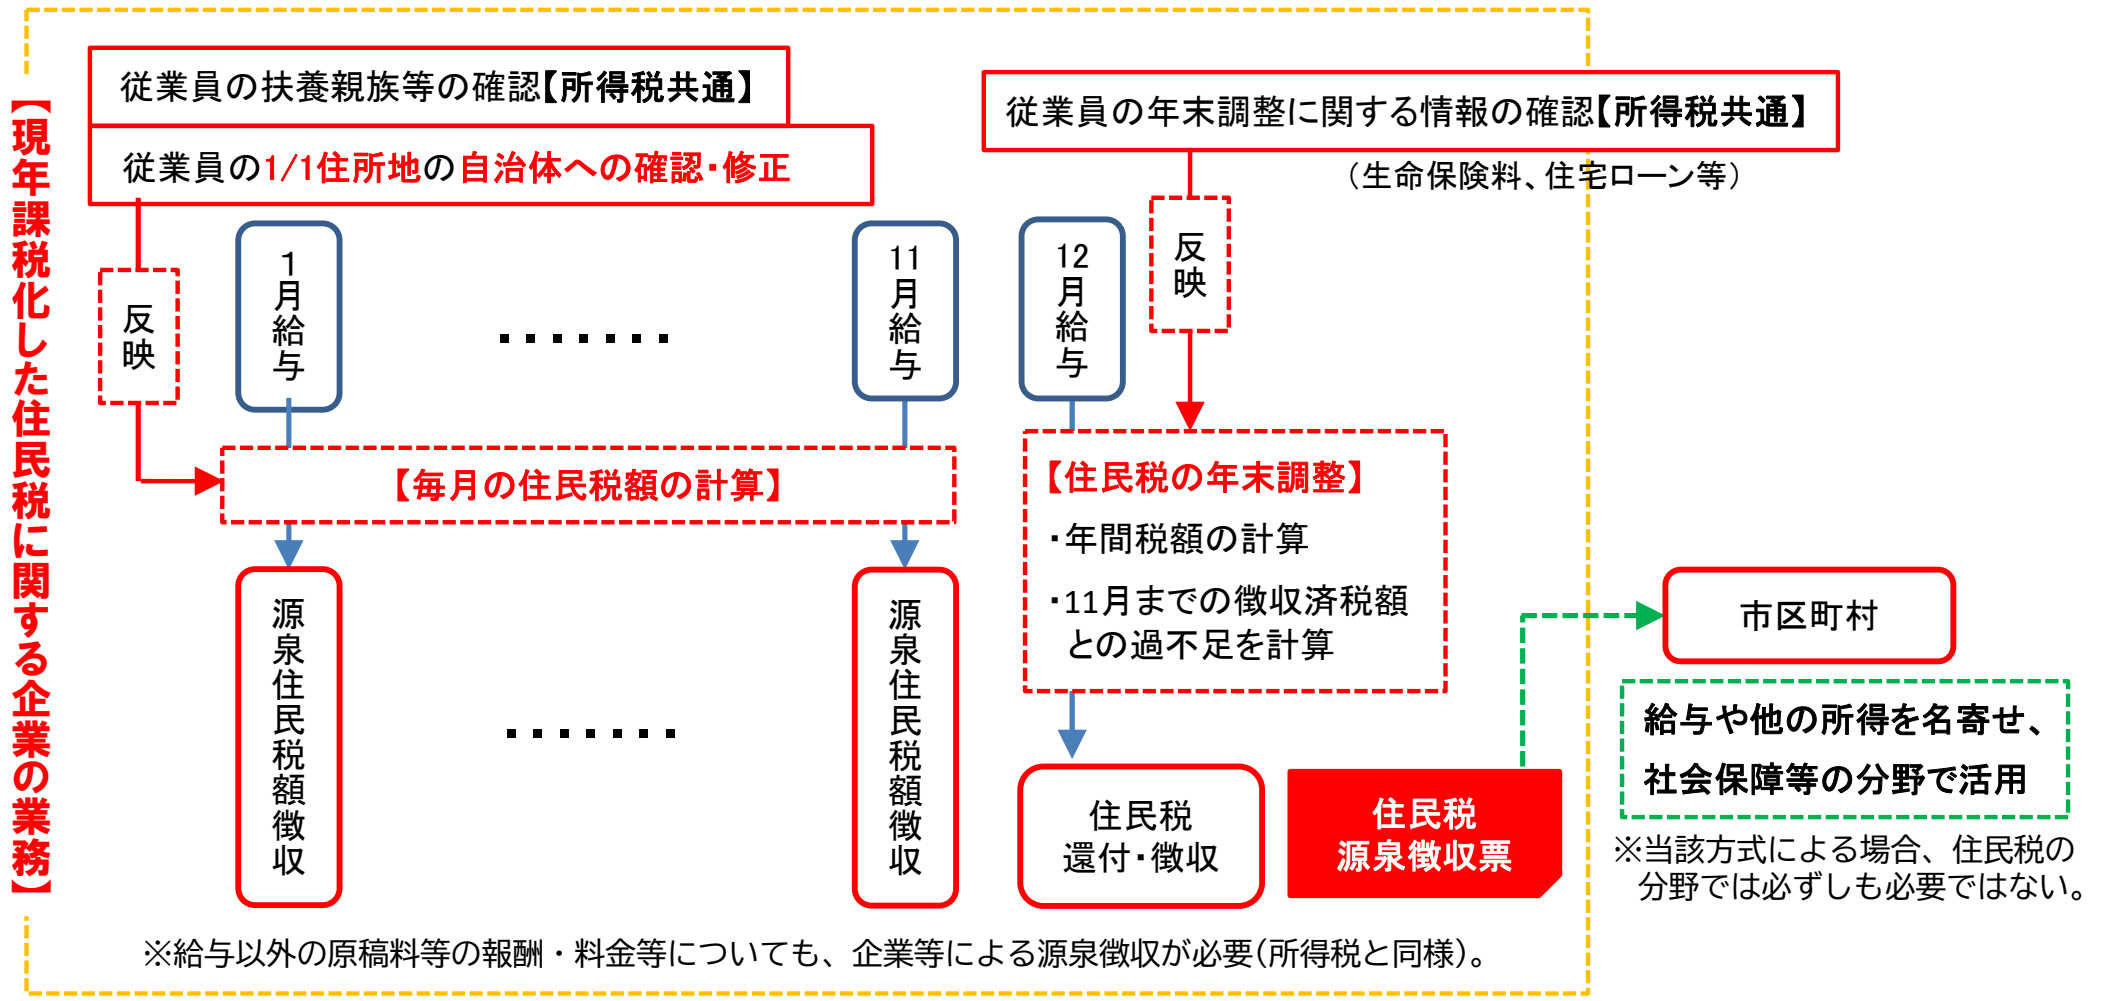 【現年課税化した住民税に関する企業の業務】
従業員の扶養親族等の確認【所得税共通】
従業員の1/1住所地の自治体への確認・修正
従業員の年末調整に関する情報の確認【所得税共通】
（生命保険料、住宅ローン等）
反映
1月給与
・・・・・・・
11月給与
12月給与
反映
【毎月の住民税額の計算】
【住民税の年末調整】
・年間税額の計算
・11月までの徴収済税額
との過不足を計算
源泉住民税額徴収
・・・・・・・
源泉住民税額徴収
住民税
還付・徴収
住民税
源泉徴収票
市区町村
給与や他の所得を名寄せ、
社会保障等の分野で活用
※当該方式による場合、住民税の
分野では必ずしも必要ではない。
※給与以外の原稿料等の報酬・料金等についても、企業等による源泉徴収が必要（所得税と同様）。